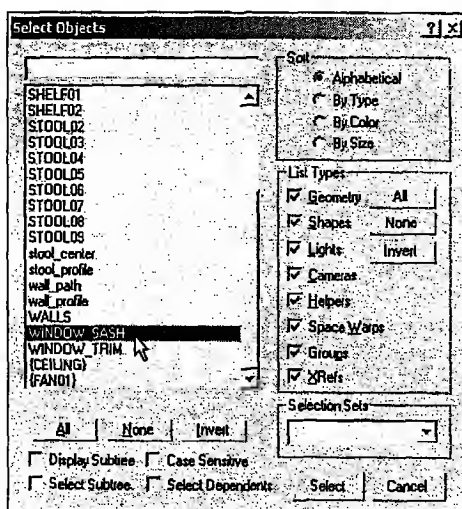 Select Objects
SHELF01
SHELF02
STOOL02
STOOL03
STOOL04
STOOL05
STOOL06
STOOL07
STOOL08
STOOL09
stool_center
stool_profile
wall_path
wall_profile
WALLS
WINDOW_SASH
WINDOW_TRIM
{CEILING}
{FAN01}
All None Invert
Display Subtree Case Sensitive
Select Subtree Select Dependents
Sort
Alphabetical
By Type
By Color
By Size
List Types
Geometry All
Shapes None
Lights Invert
Cameras
Helpers
Space Warps
Groups
XRefs
Selection Sets
Select Cancel